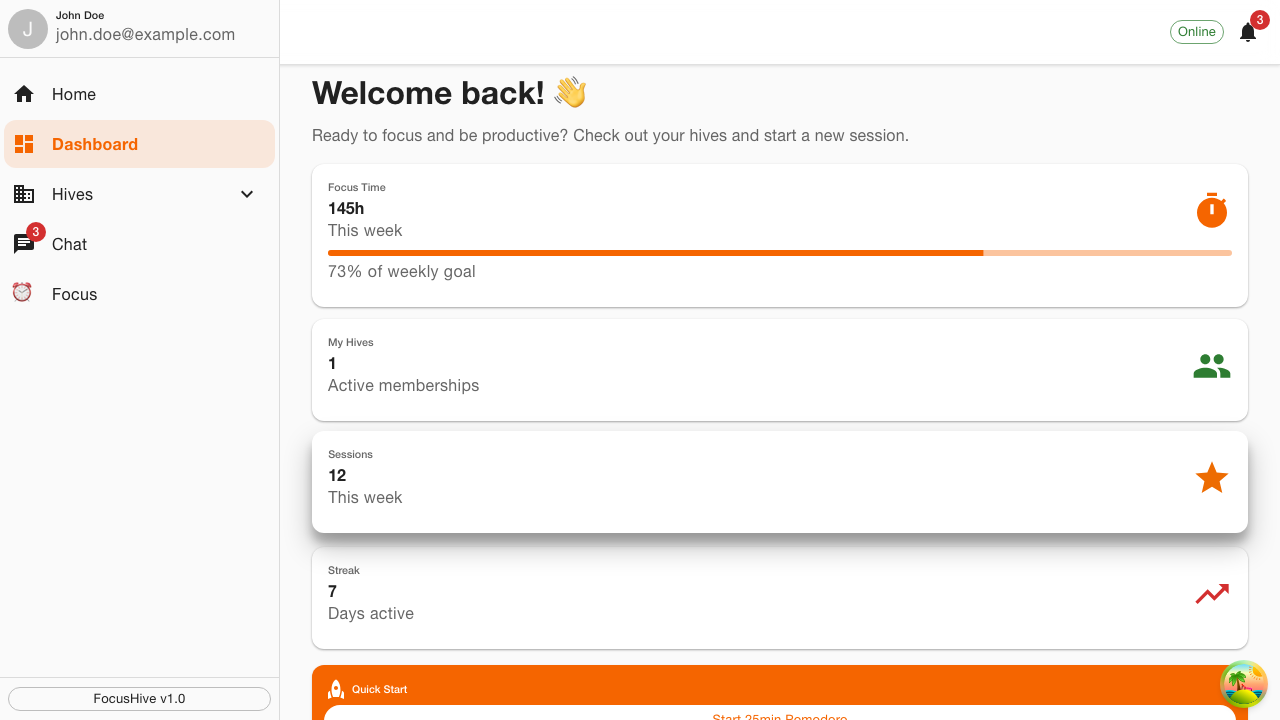 J
John Doe
john.doe@example.com
Home
Dashboard
Hives
3
Chat
Focus
FocusHive v1.0
Online
3
Welcome back! 👋
Ready to focus and be productive? Check out your hives and start a new session.
Focus Time
145h
This week
73% of weekly goal
My Hives
1
Active memberships
Sessions
12
This week
Streak
7
Days active
Quick Start
Start 25min Pomodoro